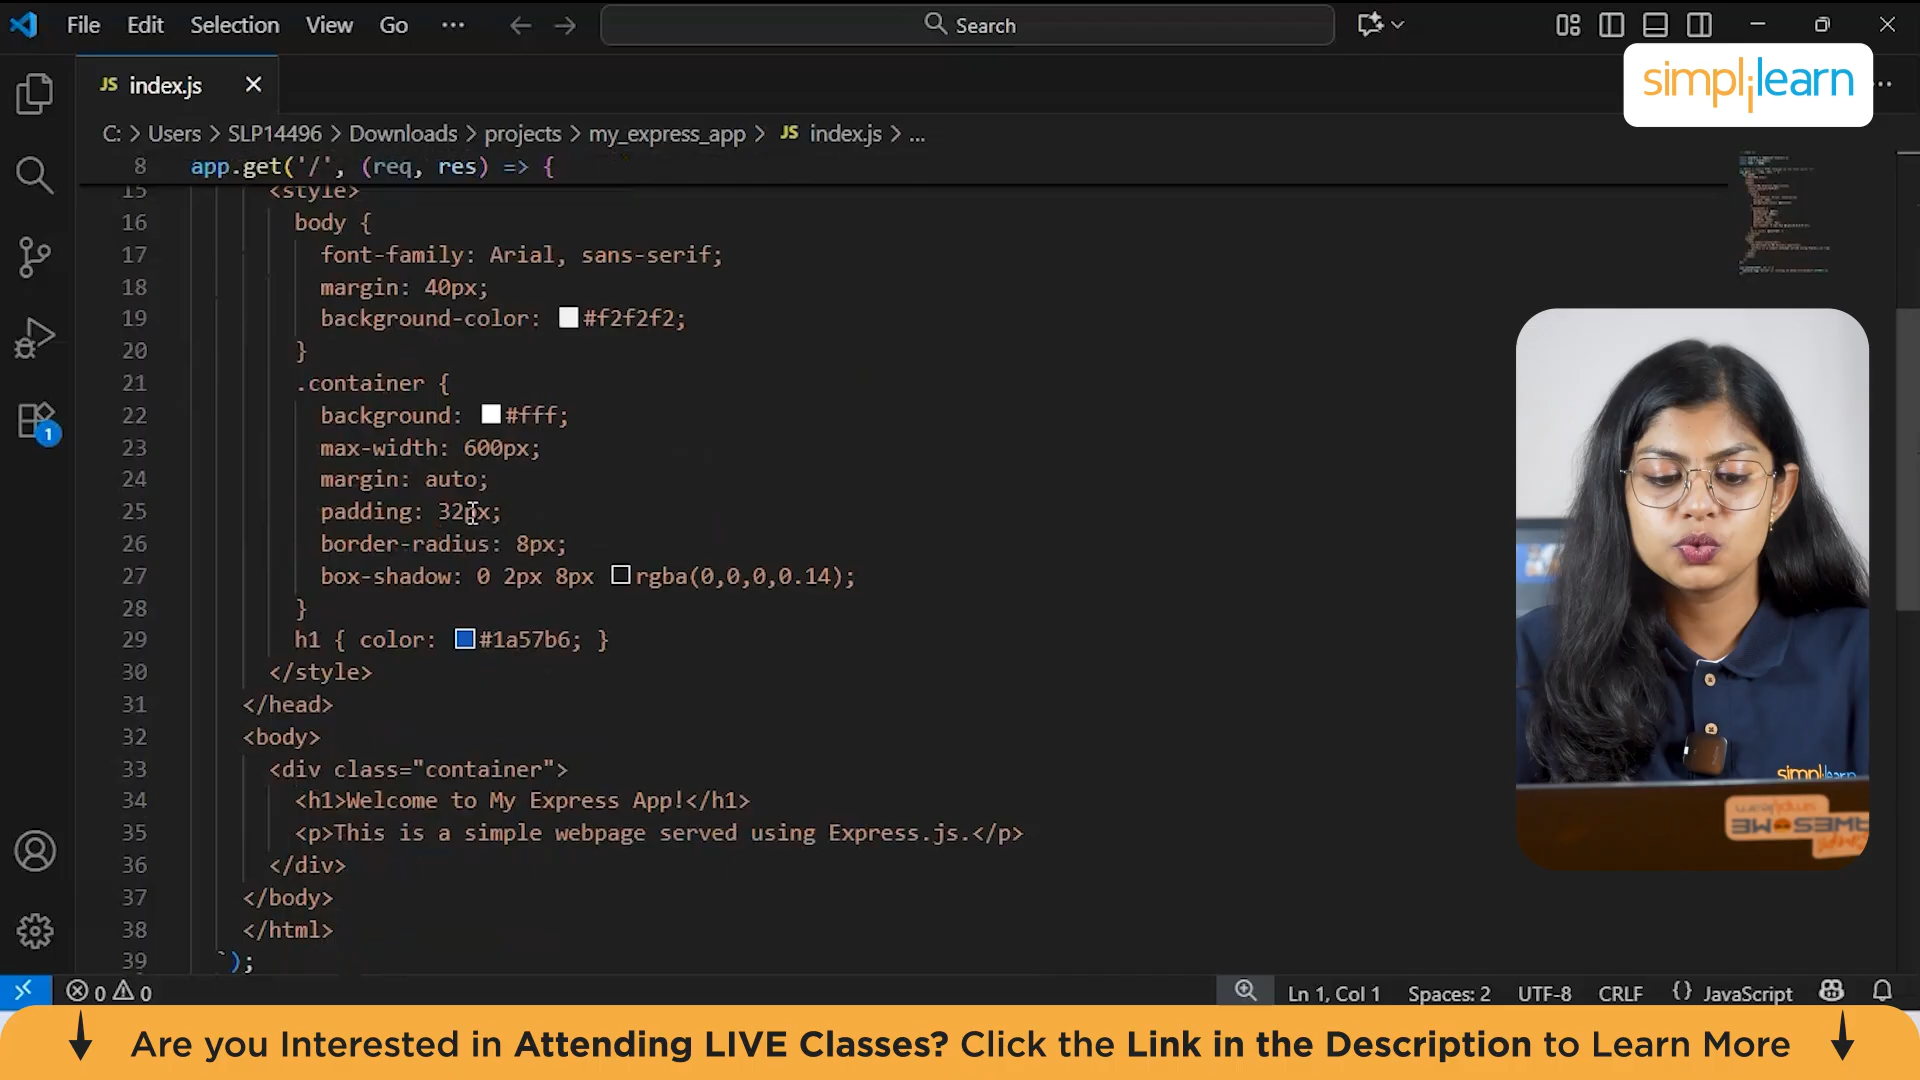 File Edit Selection View Go ... Search
simplilearn
JS index.js
C: > Users > SLP14496 > Downloads > projects > my_express_app > JS index.js > ...
8 app.get('/', (req, res) => {
15 <style>
16 body {
17 font-family: Arial, sans-serif;
18 margin: 40px;
19 background-color: #f2f2f2;
20 }
21 .container {
22 background: #fff;
23 max-width: 600px;
24 margin: auto;
25 padding: 32px;
26 border-radius: 8px;
27 box-shadow: 0 2px 8px rgba(0,0,0,0.14);
28 }
29 h1 { color: #1a57b6; }
30 </style>
31 </head>
32 <body>
33 <div class="container">
34 <h1>Welcome to My Express App!</h1>
35 <p>This is a simple webpage served using Express.js.</p>
36 </div>
37 </body>
38 </html>
39 `);
1
simplilearn
AWESOME
0 0 Ln 1, Col 1 Spaces: 2 UTF-8 CRLF {} JavaScript
Are you Interested in Attending LIVE Classes? Click the Link in the Description to Learn More